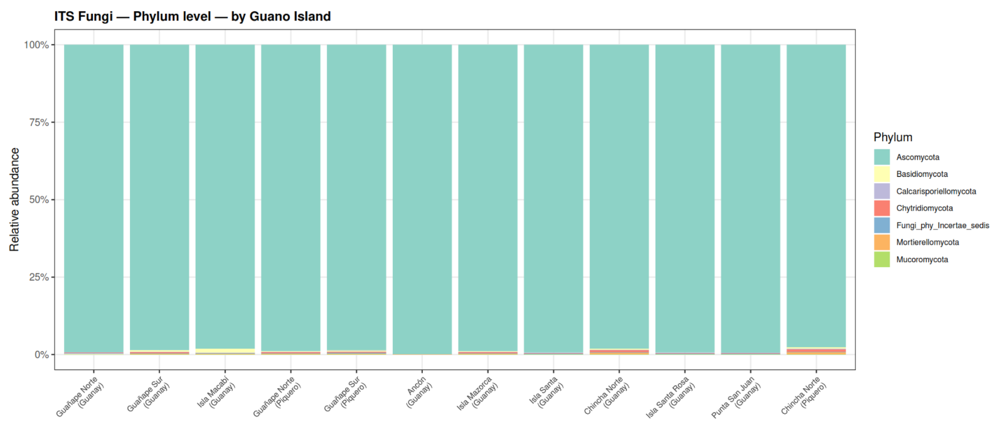 ITS Fungi — Phylum level — by Guano Island
Relative abundance
100%
75%
50%
25%
0%
Guañape Norte
(Guanay)
Guañape Sur
(Guanay)
Isla Macabí
(Guanay)
Guañape Norte
(Piquero)
Guañape Sur
(Piquero)
Ancón
(Guanay)
Isla Mazorca
(Guanay)
Isla Santa
(Guanay)
Chincha Norte
(Guanay)
Isla Santa Rosa
(Guanay)
Punta San Juan
(Guanay)
Chincha Norte
(Piquero)
Phylum
Ascomycota
Basidiomycota
Calcarisporiellomycota
Chytridiomycota
Fungi_phy_Incertae_sedis
Mortierellomycota
Mucoromycota